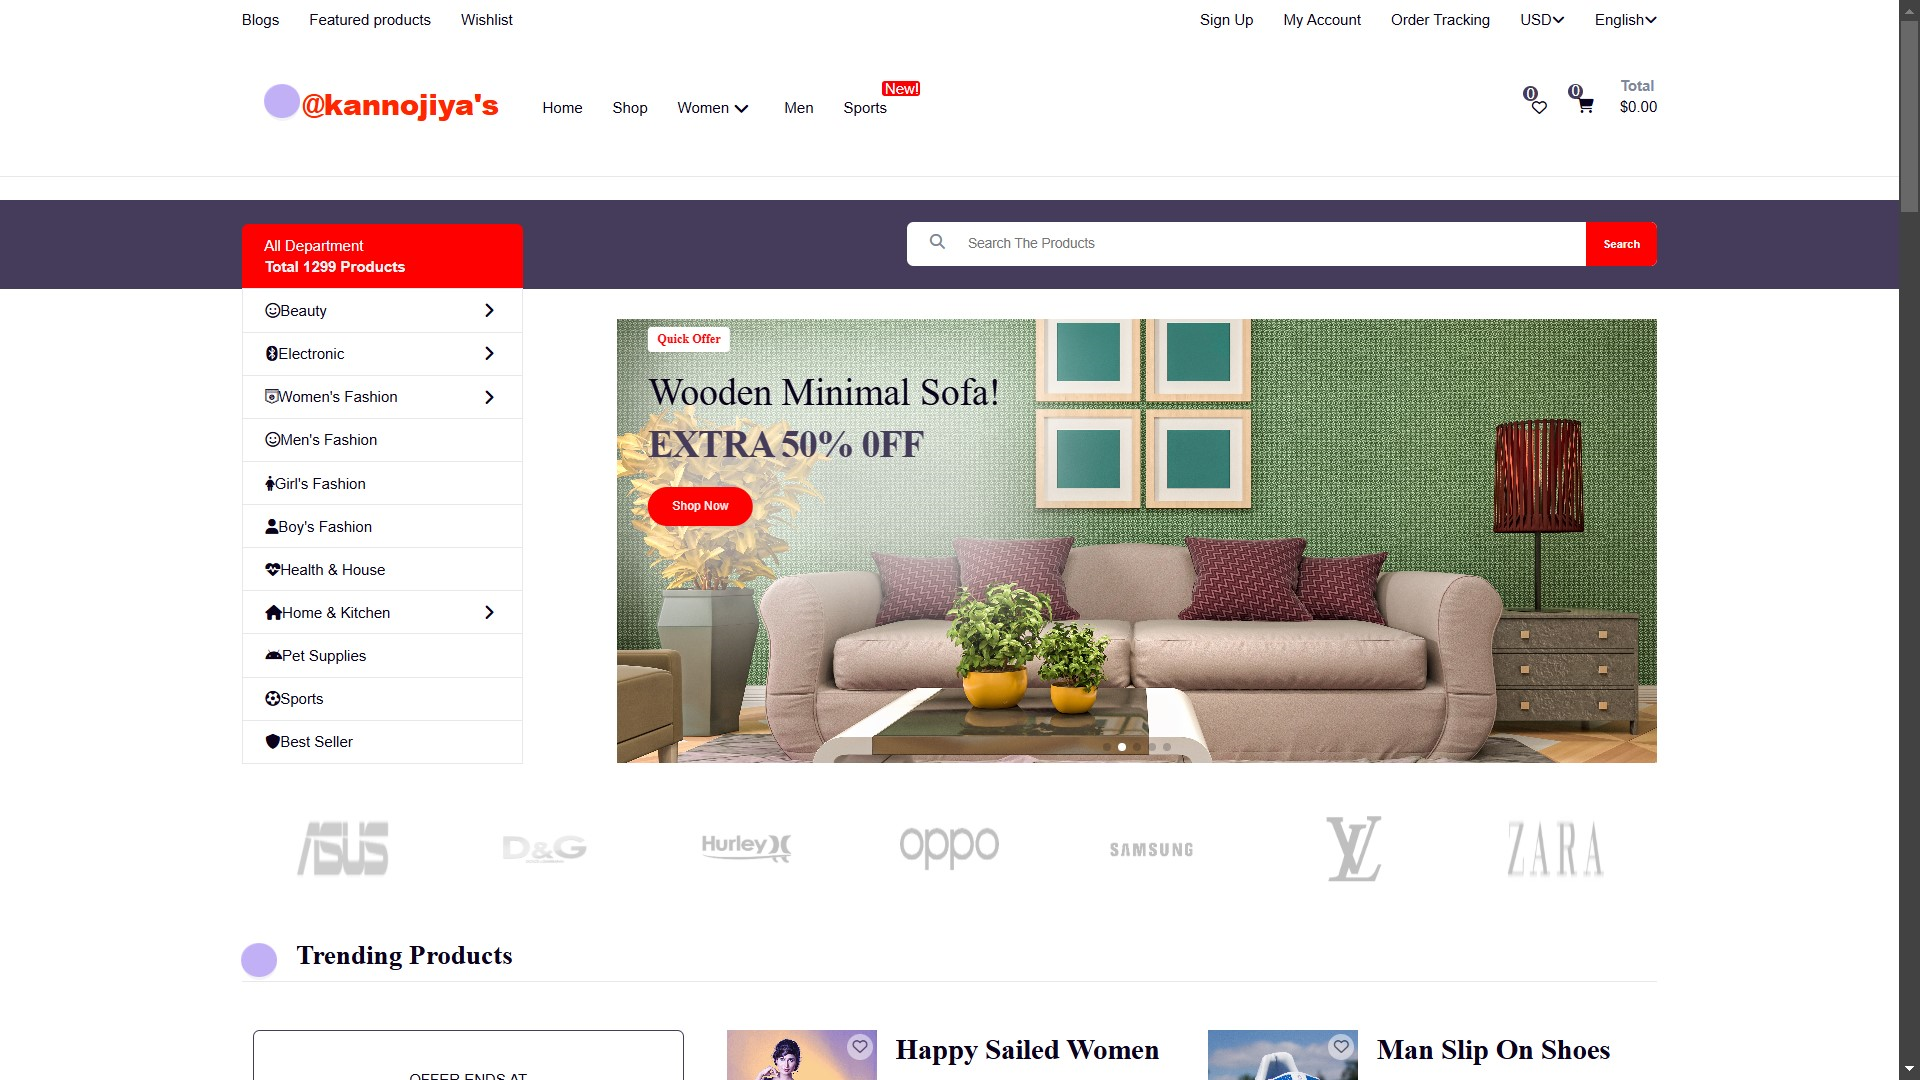 Blogs Featured products Wishlist Sign Up My Account Order Tracking USD English
@kannojiya's Home Shop Women Men Sports New! 0 0 Total
$0.00
All Department
Total 1299 Products
Search The Products Search
Beauty
Electronic
Women's Fashion
Men's Fashion
Girl's Fashion
Boy's Fashion
Health & House
Home & Kitchen
Pet Supplies
Sports
Best Seller
Quick Offer
Wooden Minimal Sofa!
EXTRA 50% 0FF
Shop Now
ASUS D&G Hurley oppo SAMSUNG LV ZARA
Trending Products
OFFER ENDS AT
Happy Sailed Women
Man Slip On Shoes